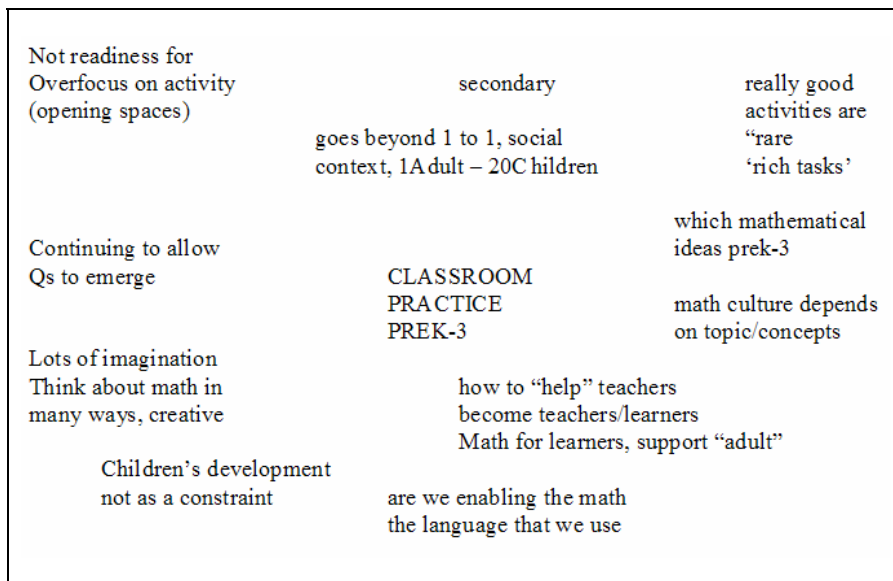 Not readiness for
Overfocus on activity
(opening spaces)
secondary
really good
activities are
“rare
‘rich tasks’
goes beyond 1 to 1, social
context, 1Adult – 20C hildren
which mathematical
ideas prek-3
Continuing to allow
Qs to emerge
CLASSROOM
PRACTICE
PREK-3
math culture depends
on topic/concepts
Lots of imagination
Think about math in
many ways, creative
how to “help” teachers
become teachers/learners
Math for learners, support “adult”
Children’s development
not as a constraint
are we enabling the math
the language that we use